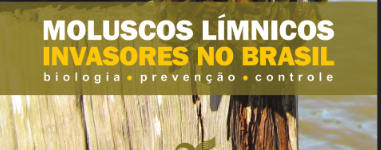 MOLUSCOS LÍMNICOS
INVASORES NO BRASIL
biologia • prevenção • controle